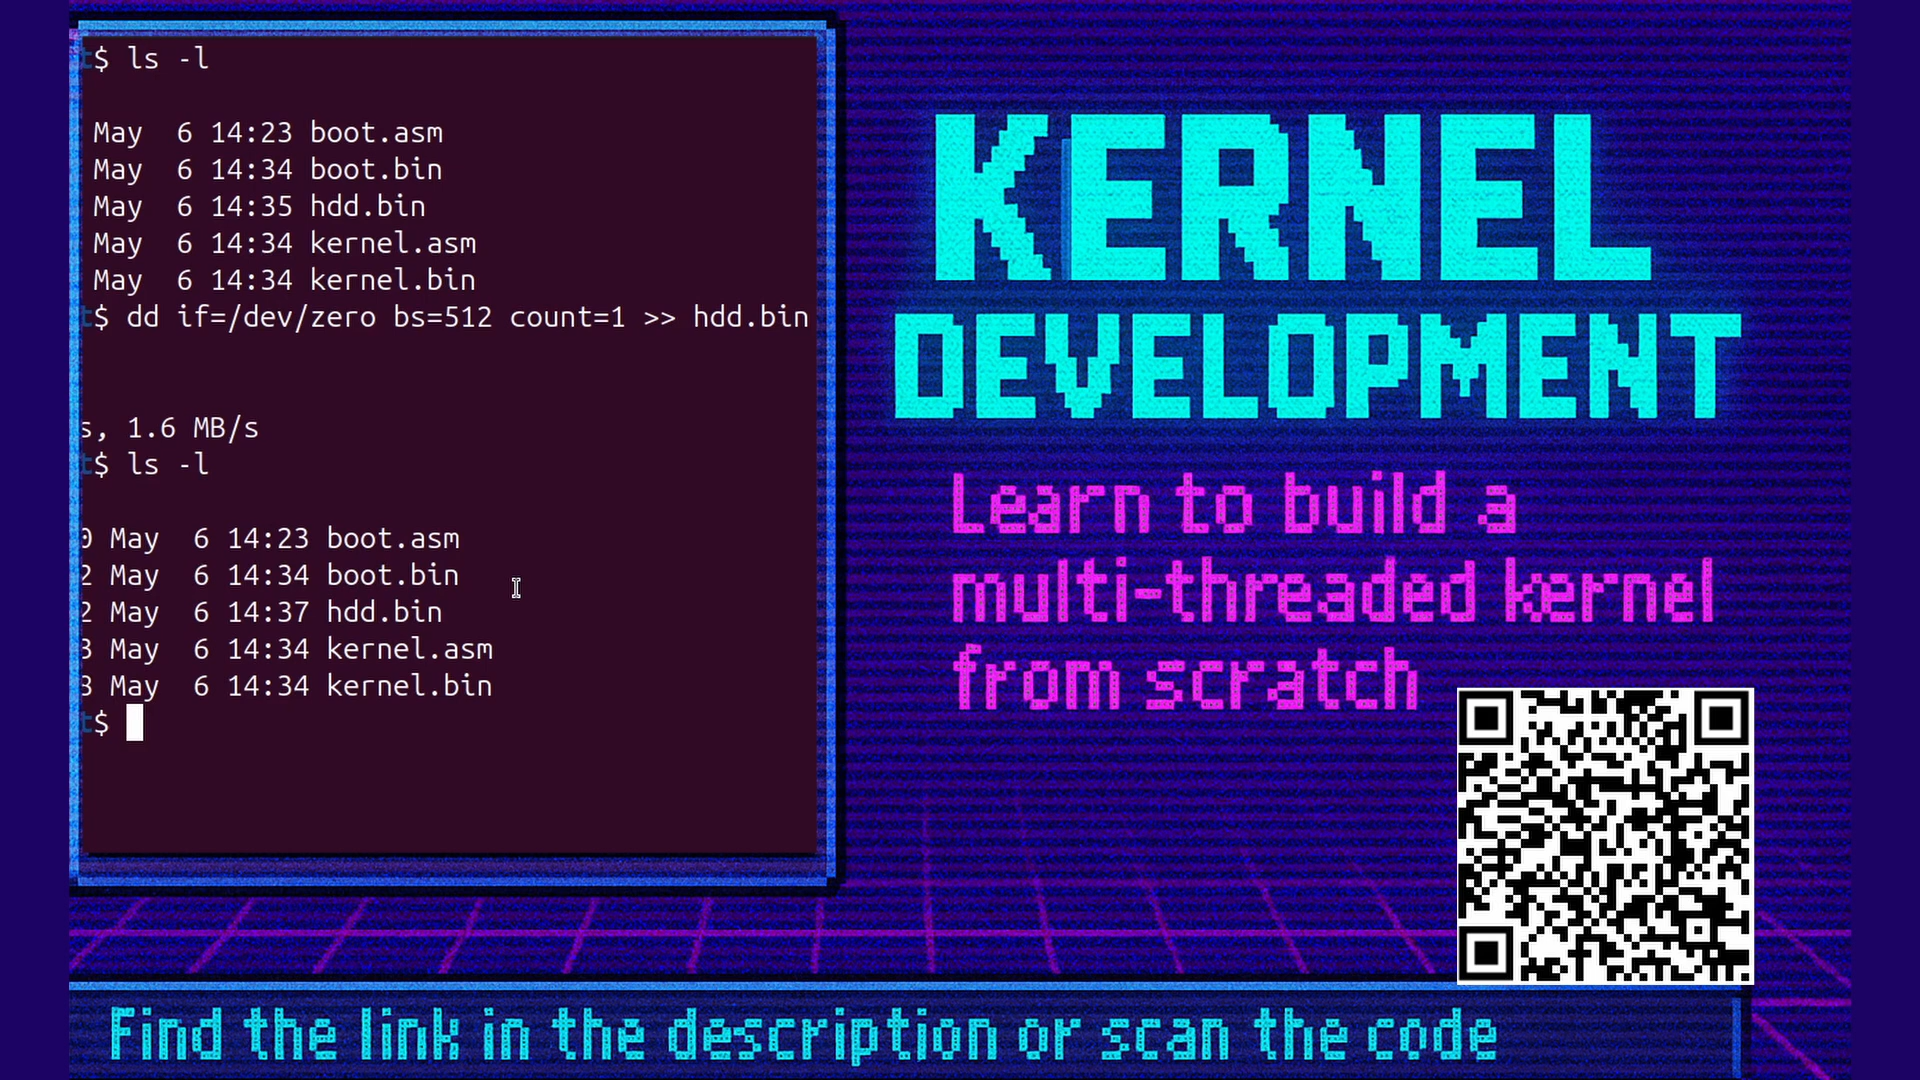 t$ ls -l
May  6 14:23 boot.asm
May  6 14:34 boot.bin
May  6 14:35 hdd.bin
May  6 14:34 kernel.asm
May  6 14:34 kernel.bin
t$ dd if=/dev/zero bs=512 count=1 >> hdd.bin
s, 1.6 MB/s
t$ ls -l
0 May  6 14:23 boot.asm
2 May  6 14:34 boot.bin
2 May  6 14:37 hdd.bin
3 May  6 14:34 kernel.asm
3 May  6 14:34 kernel.bin
t$
KERNEL
DEVELOPMENT
Learn to build a
multi-threaded kernel
from scratch
Find the link in the description or scan the code